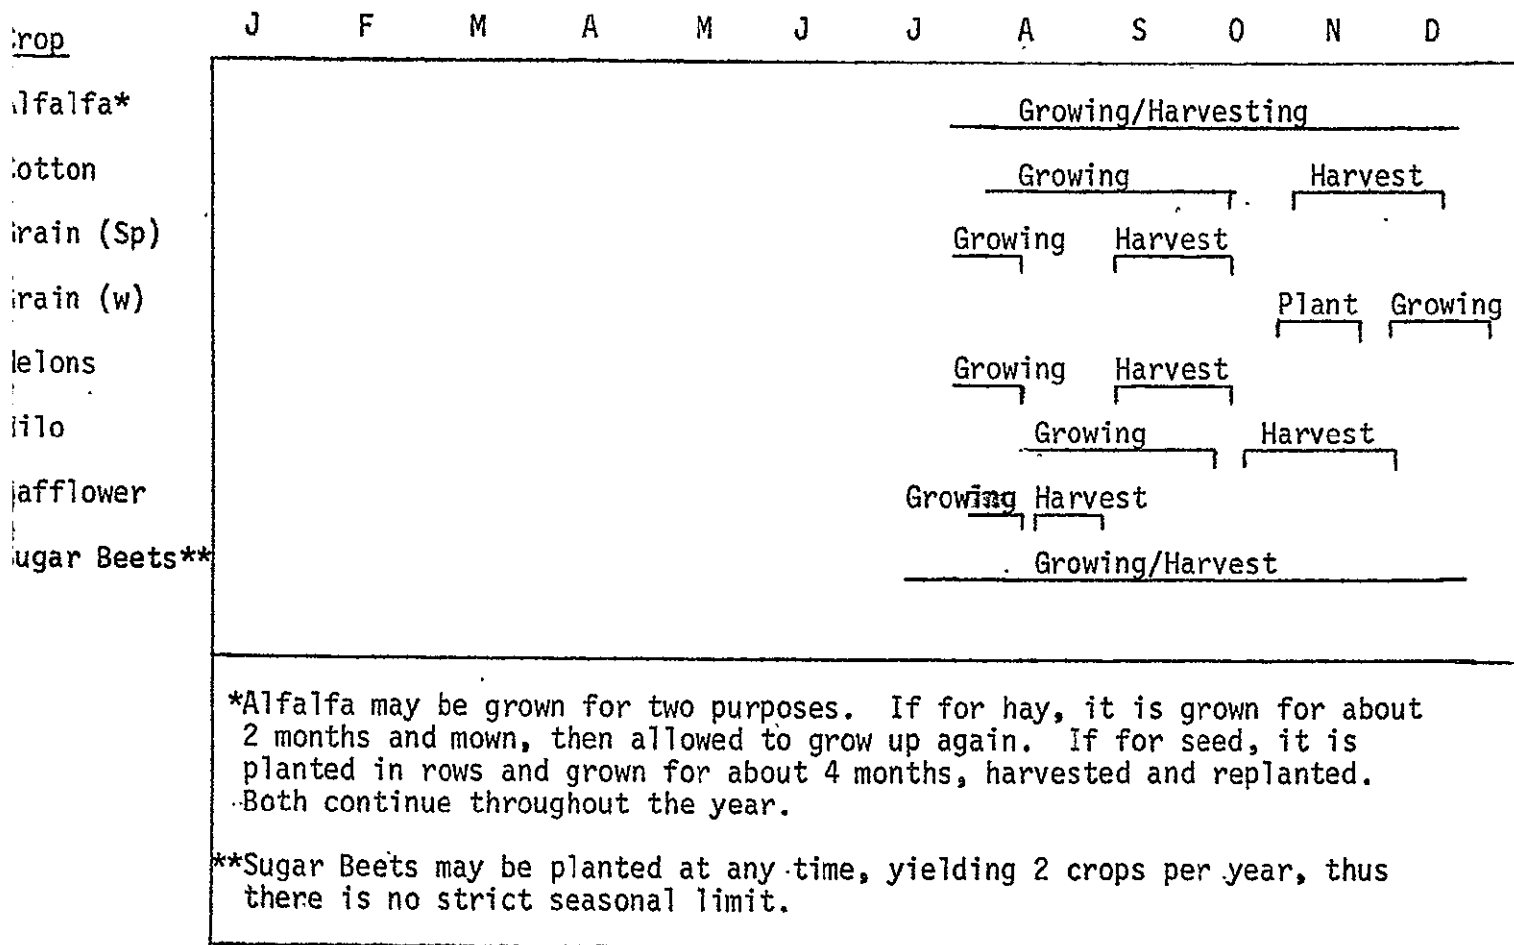 J F M A M J J A S O N D
rop
lfalfa* Growing/Harvesting
otton Growing Harvest
rain (Sp) Growing Harvest
rain (w) Plant Growing
elons Growing Harvest
ilo Growing Harvest
afflower Growing Harvest
ugar Beets** Growing/Harvest
*Alfalfa may be grown for two purposes. If for hay, it is grown for about
2 months and mown, then allowed to grow up again. If for seed, it is
planted in rows and grown for about 4 months, harvested and replanted.
Both continue throughout the year.
**Sugar Beets may be planted at any time, yielding 2 crops per year, thus
there is no strict seasonal limit.